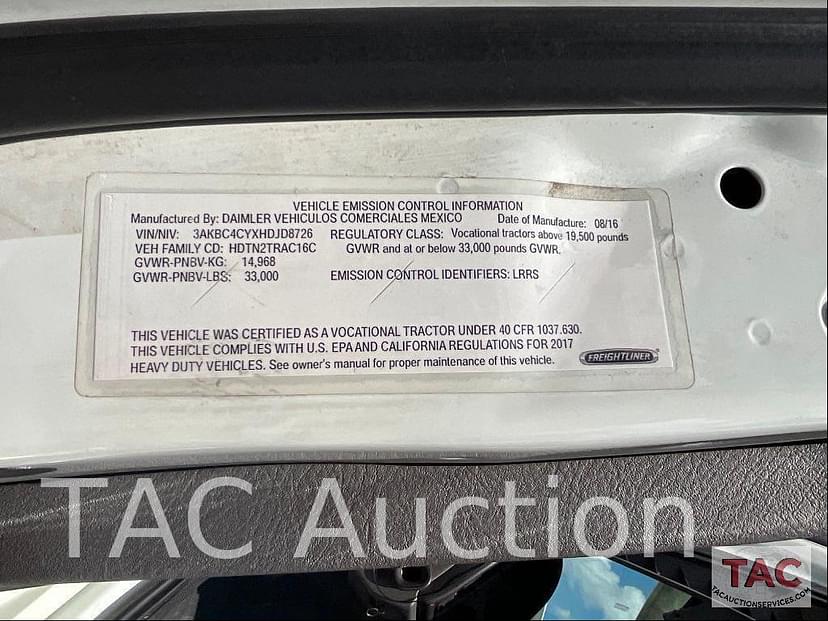 VEHICLE EMISSION CONTROL INFORMATION
Manufactured By: DAIMLER VEHICULOS COMERCIALES MEXICO Date of Manufacture: 08/16
VIN/NIV: 3AKBC4CYXHDJD8726 REGULATORY CLASS: Vocational tractors above 19,500 pounds
VEH FAMILY CD: HDTN2TRAC16C GVWR and at or below 33,000 pounds GVWR.
GVWR-PNBV-KG: 14,968
GVWR-PNBV-LBS: 33,000 EMISSION CONTROL IDENTIFIERS: LRRS
THIS VEHICLE WAS CERTIFIED AS A VOCATIONAL TRACTOR UNDER 40 CFR 1037.630.
THIS VEHICLE COMPLIES WITH U.S. EPA AND CALIFORNIA REGULATIONS FOR 2017
HEAVY DUTY VEHICLES. See owner's manual for proper maintenance of this vehicle.
FREIGHTLINER
TAC Auction
TAC
TACAUCTIONSERVICES.COM